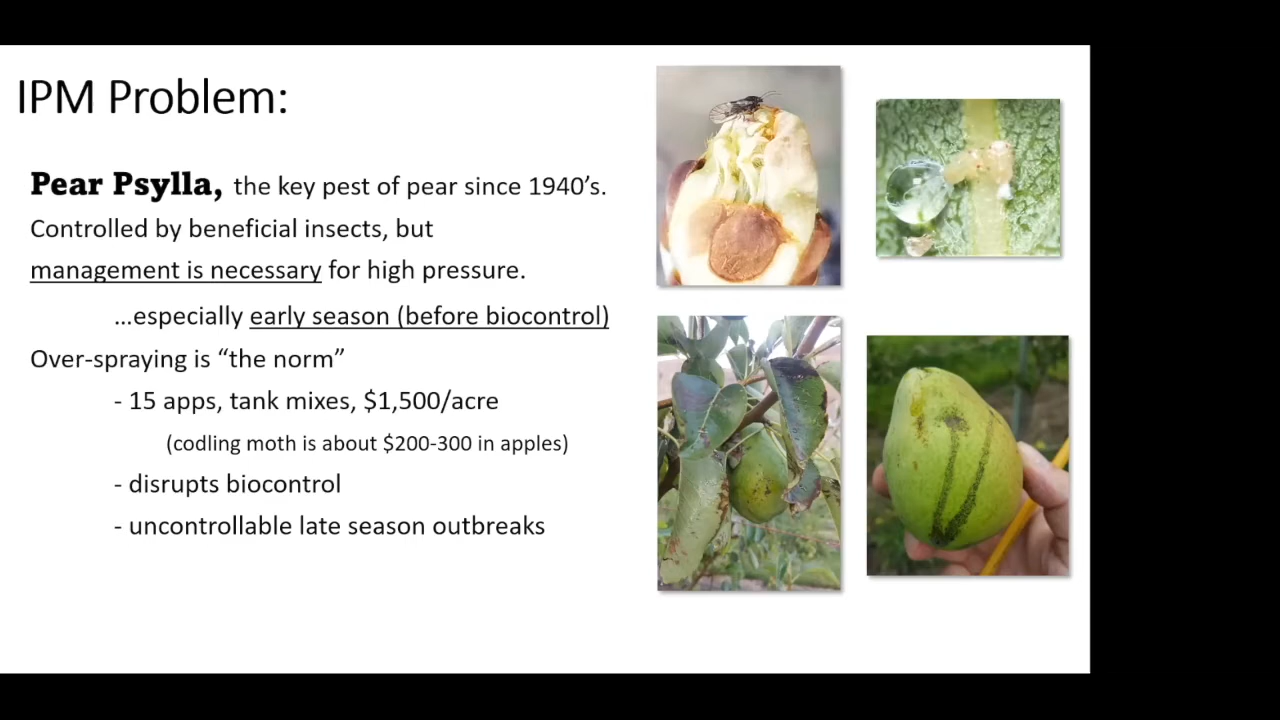 IPM Problem:
Pear Psylla, the key pest of pear since 1940’s.
Controlled by beneficial insects, but
management is necessary for high pressure.
…especially early season (before biocontrol)
Over-spraying is “the norm”
- 15 apps, tank mixes, $1,500/acre
(codling moth is about $200-300 in apples)
- disrupts biocontrol
- uncontrollable late season outbreaks